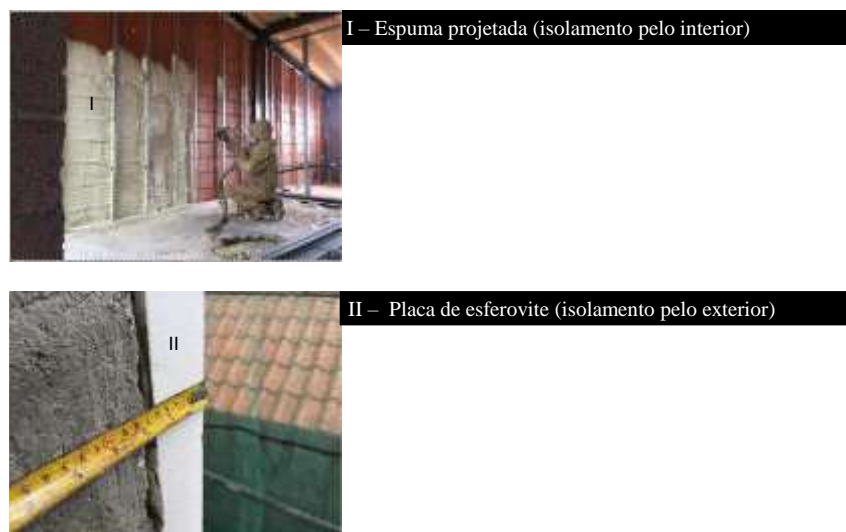 I – Espuma projetada (isolamento pelo interior)
I
II – Placa de esferovite (isolamento pelo exterior)
II